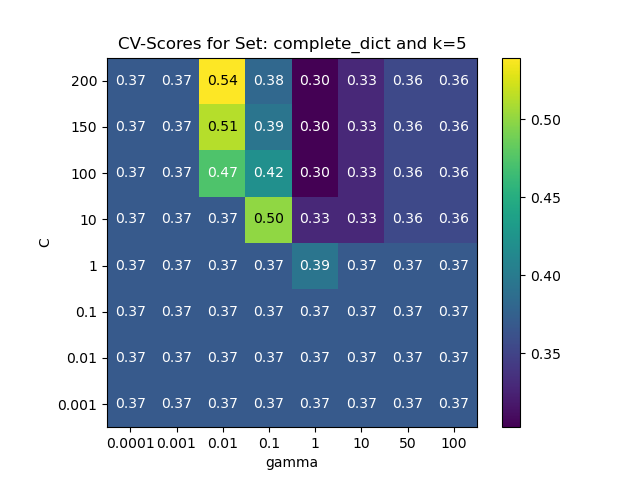 CV-Scores for Set: complete_dict and k=5
200 0.37 0.37 0.54 0.38 0.30 0.33 0.36 0.36
150 0.37 0.37 0.51 0.39 0.30 0.33 0.36 0.36
100 0.37 0.37 0.47 0.42 0.30 0.33 0.36 0.36
10 0.37 0.37 0.37 0.50 0.33 0.33 0.36 0.36
1 0.37 0.37 0.37 0.37 0.39 0.37 0.37 0.37
0.1 0.37 0.37 0.37 0.37 0.37 0.37 0.37 0.37
0.01 0.37 0.37 0.37 0.37 0.37 0.37 0.37 0.37
0.001 0.37 0.37 0.37 0.37 0.37 0.37 0.37 0.37
C
0.0001 0.001 0.01 0.1 1 10 50 100
gamma
0.50
0.45
0.40
0.35